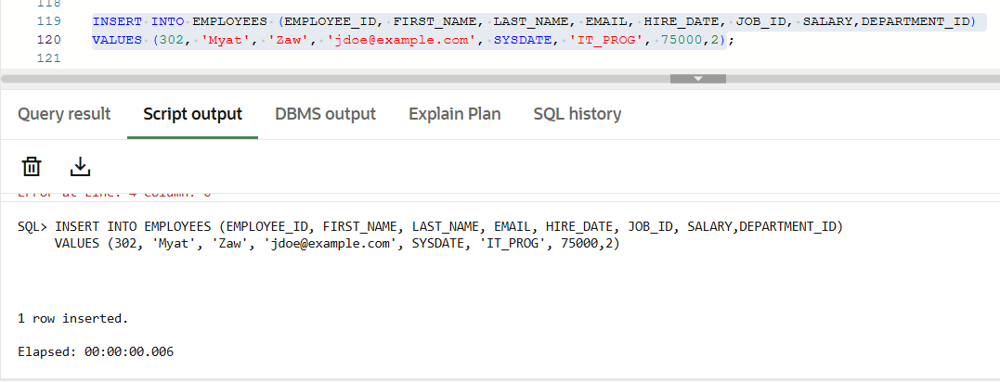 118
119 INSERT INTO EMPLOYEES (EMPLOYEE_ID, FIRST_NAME, LAST_NAME, EMAIL, HIRE_DATE, JOB_ID, SALARY,DEPARTMENT_ID)
120 VALUES (302, 'Myat', 'Zaw', 'jdoe@example.com', SYSDATE, 'IT_PROG', 75000,2);
121
Query result Script output DBMS output Explain Plan SQL history
Error at Line: 4 Column: 0
SQL> INSERT INTO EMPLOYEES (EMPLOYEE_ID, FIRST_NAME, LAST_NAME, EMAIL, HIRE_DATE, JOB_ID, SALARY,DEPARTMENT_ID)
VALUES (302, 'Myat', 'Zaw', 'jdoe@example.com', SYSDATE, 'IT_PROG', 75000,2)
1 row inserted.
Elapsed: 00:00:00.006